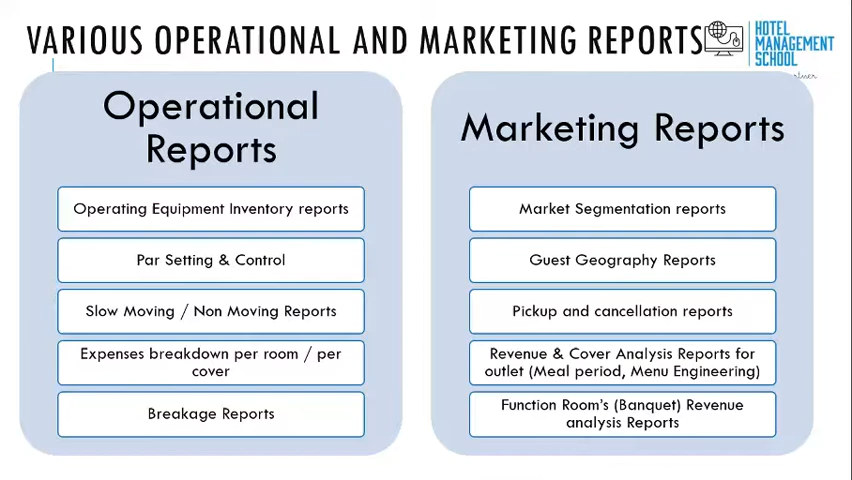 VARIOUS OPERATIONAL AND MARKETING REPORTS
HOTEL
MANAGEMENT
SCHOOL
Operational
Reports
Operating Equipment Inventory reports
Par Setting & Control
Slow Moving / Non Moving Reports
Expenses breakdown per room / per
cover
Breakage Reports
Marketing Reports
Market Segmentation reports
Guest Geography Reports
Pickup and cancellation reports
Revenue & Cover Analysis Reports for
outlet (Meal period, Menu Engineering)
Function Room's (Banquet) Revenue
analysis Reports